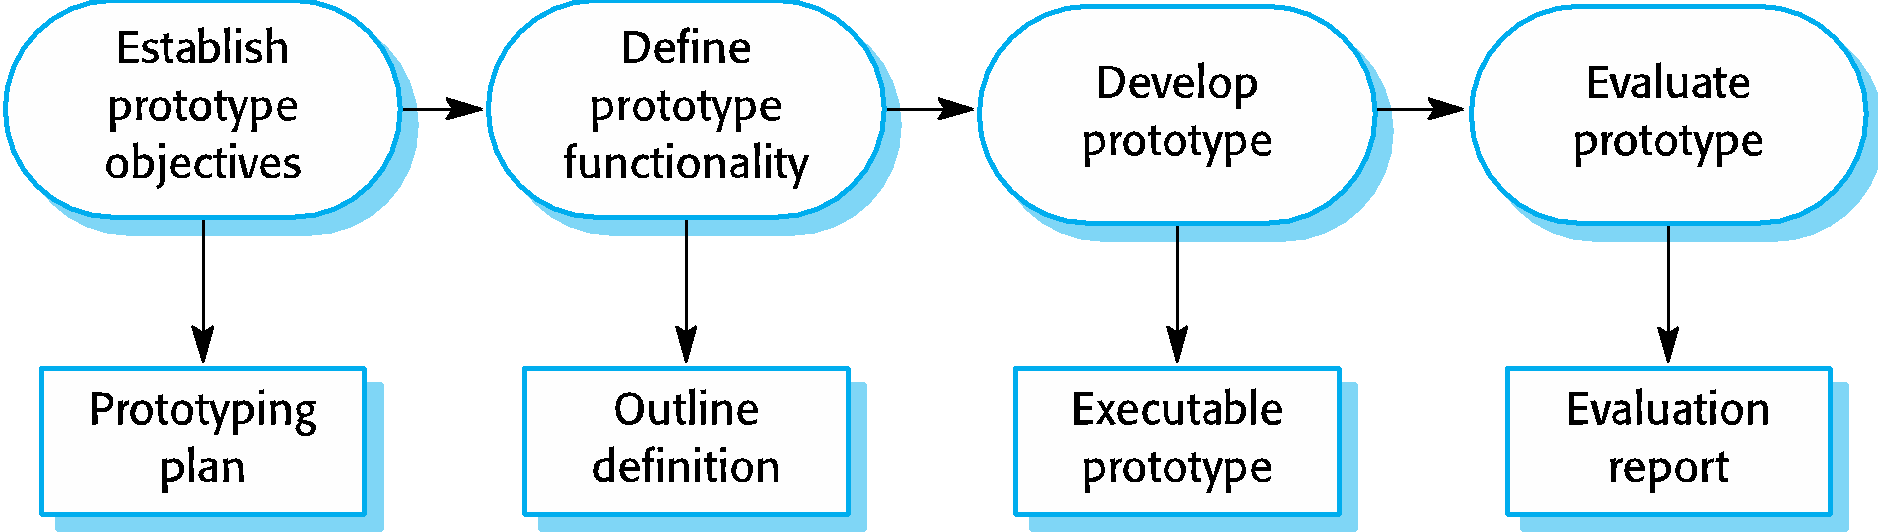 Establish
prototype
objectives
Define
prototype
functionality
Develop
prototype
Evaluate
prototype
Prototyping
plan
Outline
definition
Executable
prototype
Evaluation
report